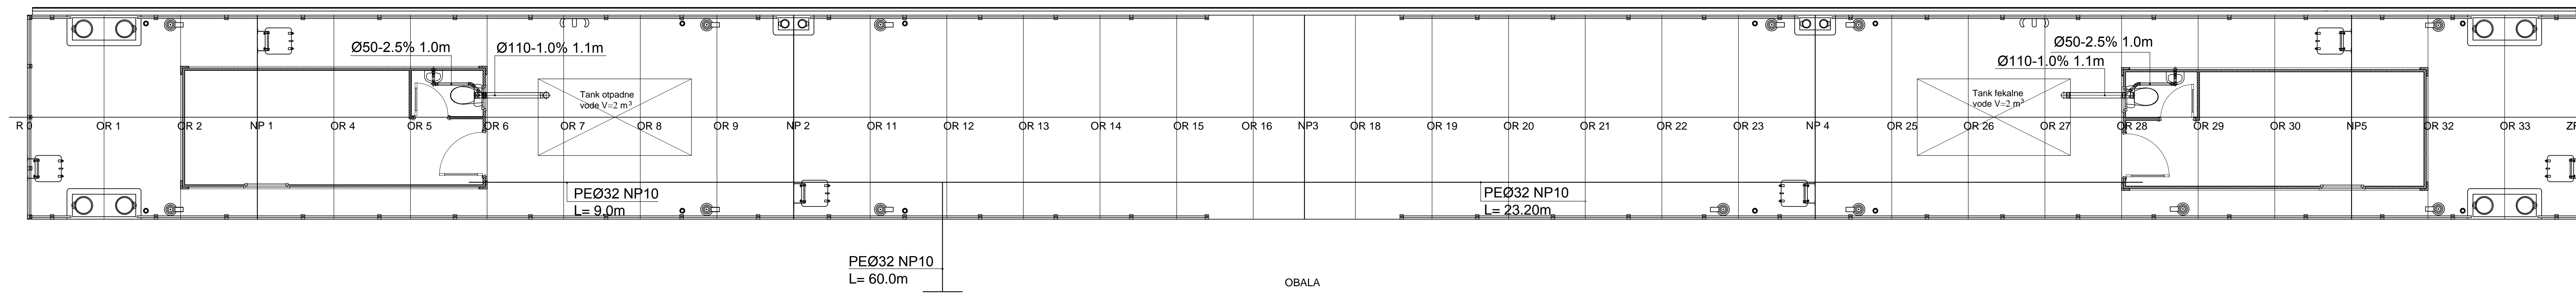 Ø50-2.5% 1.0m
Ø110-1.0% 1.1m
Ø50-2.5% 1.0m
Ø110-1.0% 1.1m
Tank otpadne
vode V=2 m³
Tank fekalne
vode V=2 m³
R 0 OR 1 OR 2 NP 1 OR 4 OR 5 OR 6 OR 7 OR 8 OR 9 NP 2 OR 11 OR 12 OR 13 OR 14 OR 15 OR 16 NP3 OR 18 OR 19 OR 20 OR 21 OR 22 OR 23 NP 4 OR 25 OR 26 OR 27 OR 28 OR 29 OR 30 NP5 OR 32 OR 33
PEØ32 NP10
L= 9.0m
PEØ32 NP10
L= 23.20m
PEØ32 NP10
L= 60.0m
OBALA